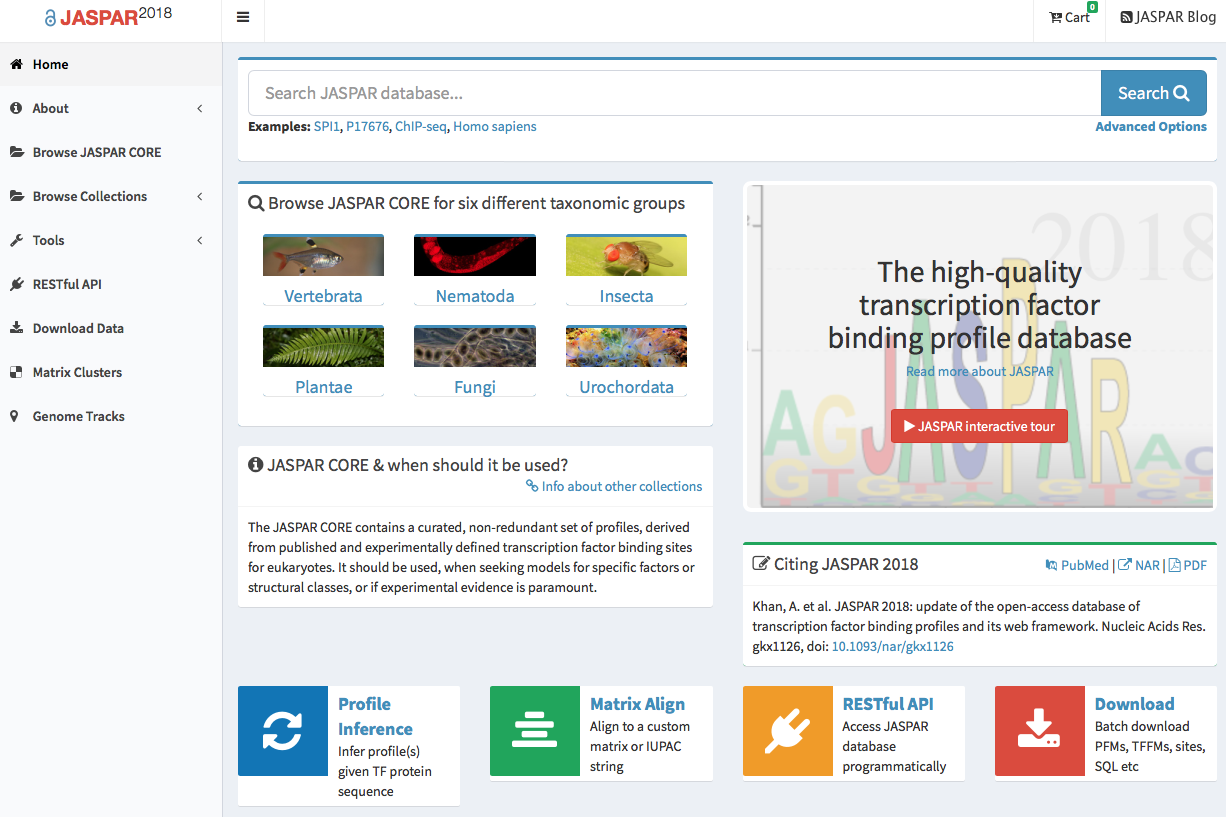 JASPAR2018
Cart
0
JASPAR Blog
Home
About
Browse JASPAR CORE
Browse Collections
Tools
RESTful API
Download Data
Matrix Clusters
Genome Tracks
Search JASPAR database...
Search
Examples: SPI1, P17676, ChIP-seq, Homo sapiens
Advanced Options
Browse JASPAR CORE for six different taxonomic groups
Vertebrata
Nematoda
Insecta
Plantae
Fungi
Urochordata
2018
The high-quality
transcription factor
binding profile database
Read more about JASPAR
JASPAR interactive tour
JASPAR CORE & when should it be used?
Info about other collections
The JASPAR CORE contains a curated, non-redundant set of profiles, derived
from published and experimentally defined transcription factor binding sites
for eukaryotes. It should be used, when seeking models for specific factors or
structural classes, or if experimental evidence is paramount.
Citing JASPAR 2018
PubMed | NAR | PDF
Khan, A. et al. JASPAR 2018: update of the open-access database of
transcription factor binding profiles and its web framework. Nucleic Acids Res.
gkx1126, doi: 10.1093/nar/gkx1126
Profile
Inference
Infer profile(s)
given TF protein
sequence
Matrix Align
Align to a custom
matrix or IUPAC
string
RESTful API
Access JASPAR
database
programmatically
Download
Batch download
PFMs, TFFMs, sites,
SQL etc